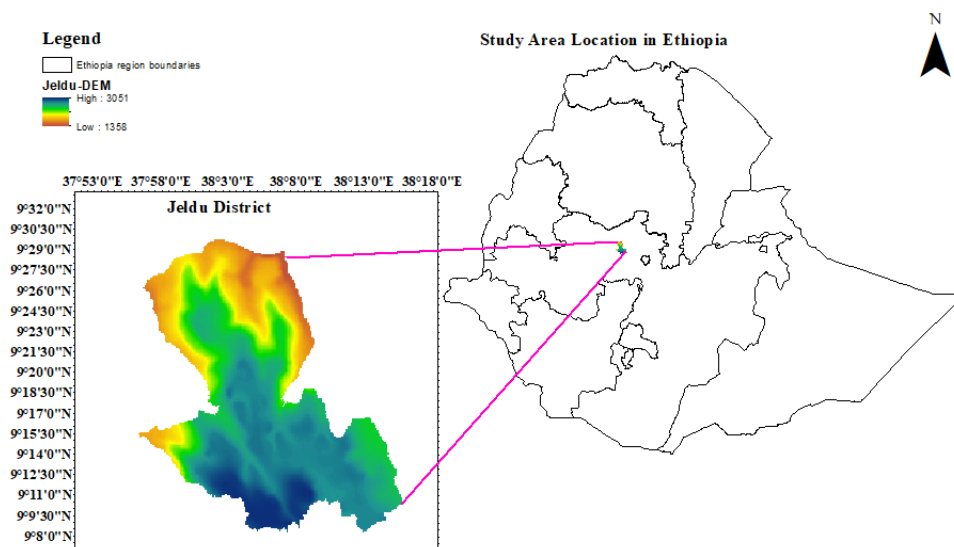 N
Legend
Study Area Location in Ethiopia
Ethiopia region boundaries
Jeldu-DEM
High : 3051
Low : 1358
37°53'0"E 37°58'0"E 38°3'0"E 38°8'0"E 38°13'0"E 38°18'0"E
Jeldu District
9°32'0"N
9°30'30"N
9°29'0"N
9°27'30"N
9°26'0"N
9°24'30"N
9°23'0"N
9°21'30"N
9°20'0"N
9°18'30"N
9°17'0"N
9°15'30"N
9°14'0"N
9°12'30"N
9°11'0"N
9°9'30"N
9°8'0"N